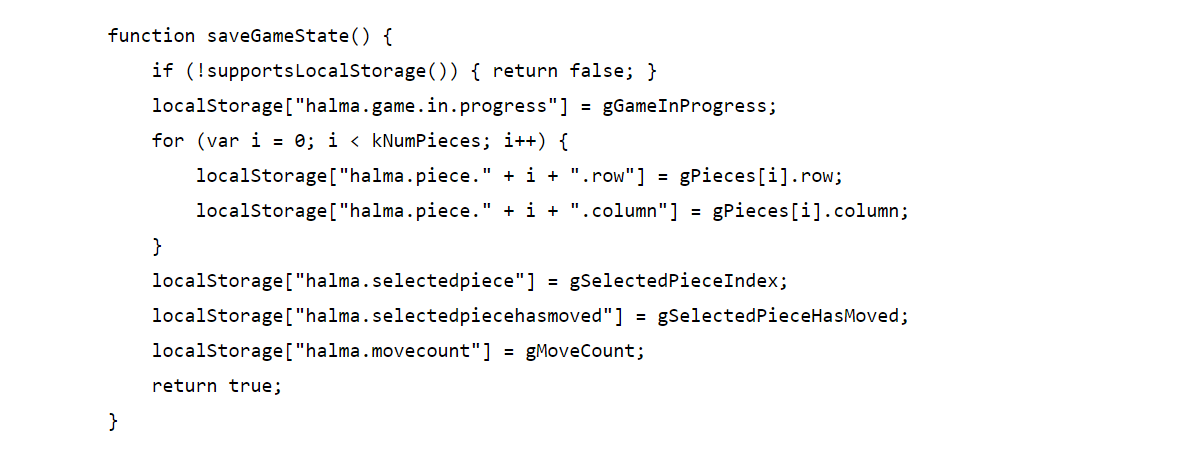 function saveGameState() {
    if (!supportsLocalStorage()) { return false; }
    localStorage["halma.game.in.progress"] = gGameInProgress;
    for (var i = 0; i < kNumPieces; i++) {
        localStorage["halma.piece." + i + ".row"] = gPieces[i].row;
        localStorage["halma.piece." + i + ".column"] = gPieces[i].column;
    }
    localStorage["halma.selectedpiece"] = gSelectedPieceIndex;
    localStorage["halma.selectedpiecehasmoved"] = gSelectedPieceHasMoved;
    localStorage["halma.movecount"] = gMoveCount;
    return true;
}